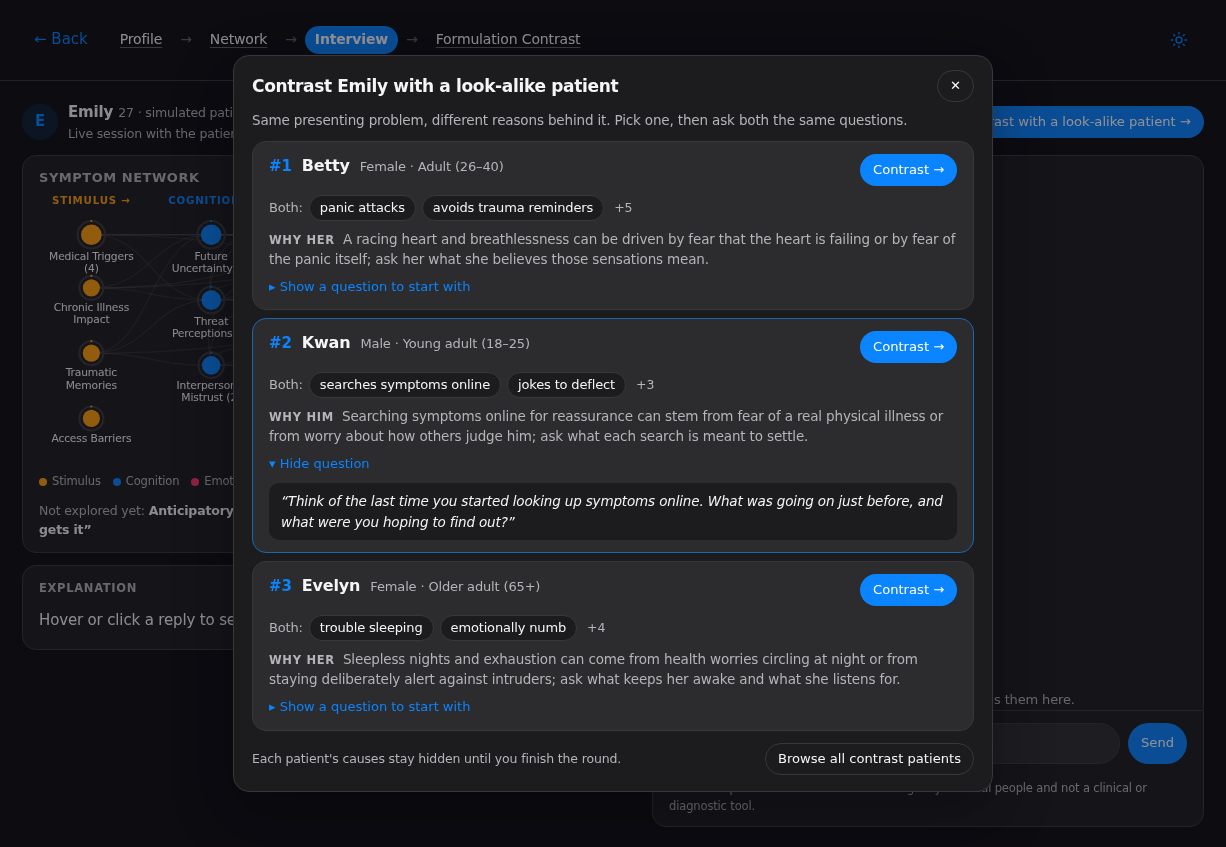 ← Back
Profile → Network → Interview → Formulation Contrast
E
Emily 27 · simulated pati
Live session with the patien
ast with a look-alike patient →
SYMPTOM NETWORK
STIMULUS →
COGNITION
Medical Triggers
(4)
Future
Uncertainty
Chronic Illness
Impact
Threat
Perceptions
Traumatic
Memories
Interperson
Mistrust (2
Access Barriers
Stimulus
Cognition
Emot
Not explored yet: Anticipatory
gets it”
EXPLANATION
Hover or click a reply to se
Contrast Emily with a look-alike patient
×
Same presenting problem, different reasons behind it. Pick one, then ask both the same questions.
#1 Betty Female · Adult (26–40)
Contrast →
Both: panic attacks avoids trauma reminders +5
WHY HER A racing heart and breathlessness can be driven by fear that the heart is failing or by fear of
the panic itself; ask her what she believes those sensations mean.
▸ Show a question to start with
#2 Kwan Male · Young adult (18–25)
Contrast →
Both: searches symptoms online jokes to deflect +3
WHY HIM Searching symptoms online for reassurance can stem from fear of a real physical illness or
from worry about how others judge him; ask what each search is meant to settle.
▾ Hide question
“Think of the last time you started looking up symptoms online. What was going on just before, and
what were you hoping to find out?”
#3 Evelyn Female · Older adult (65+)
Contrast →
Both: trouble sleeping emotionally numb +4
WHY HER Sleepless nights and exhaustion can come from health worries circling at night or from
staying deliberately alert against intruders; ask what keeps her awake and what she listens for.
▸ Show a question to start with
Each patient's causes stay hidden until you finish the round.
Browse all contrast patients
s them here.
Send
people and not a clinical or
diagnostic tool.